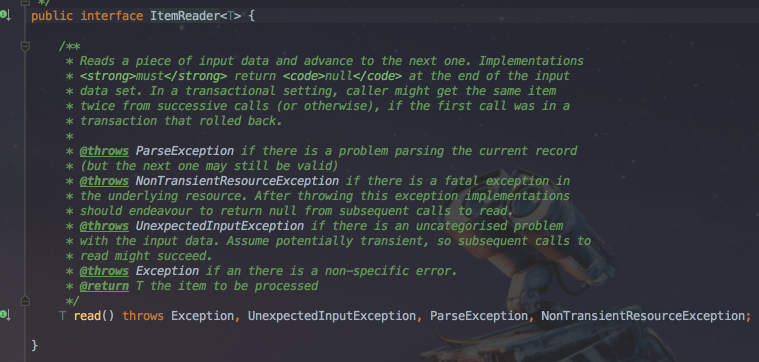 */
public interface ItemReader<T> {
/**
* Reads a piece of input data and advance to the next one. Implementations
* <strong>must</strong> return <code>null</code> at the end of the input
* data set. In a transactional setting, caller might get the same item
* twice from successive calls (or otherwise), if the first call was in a
* transaction that rolled back.
*
* @throws ParseException if there is a problem parsing the current record
* (but the next one may still be valid)
* @throws NonTransientResourceException if there is a fatal exception in
* the underlying resource. After throwing this exception implementations
* should endeavour to return null from subsequent calls to read.
* @throws UnexpectedInputException if there is an uncategorised problem
* with the input data. Assume potentially transient, so subsequent calls to
* read might succeed.
* @throws Exception if an there is a non-specific error.
* @return T the item to be processed
*/
T read() throws Exception, UnexpectedInputException, ParseException, NonTransientResourceException;
}